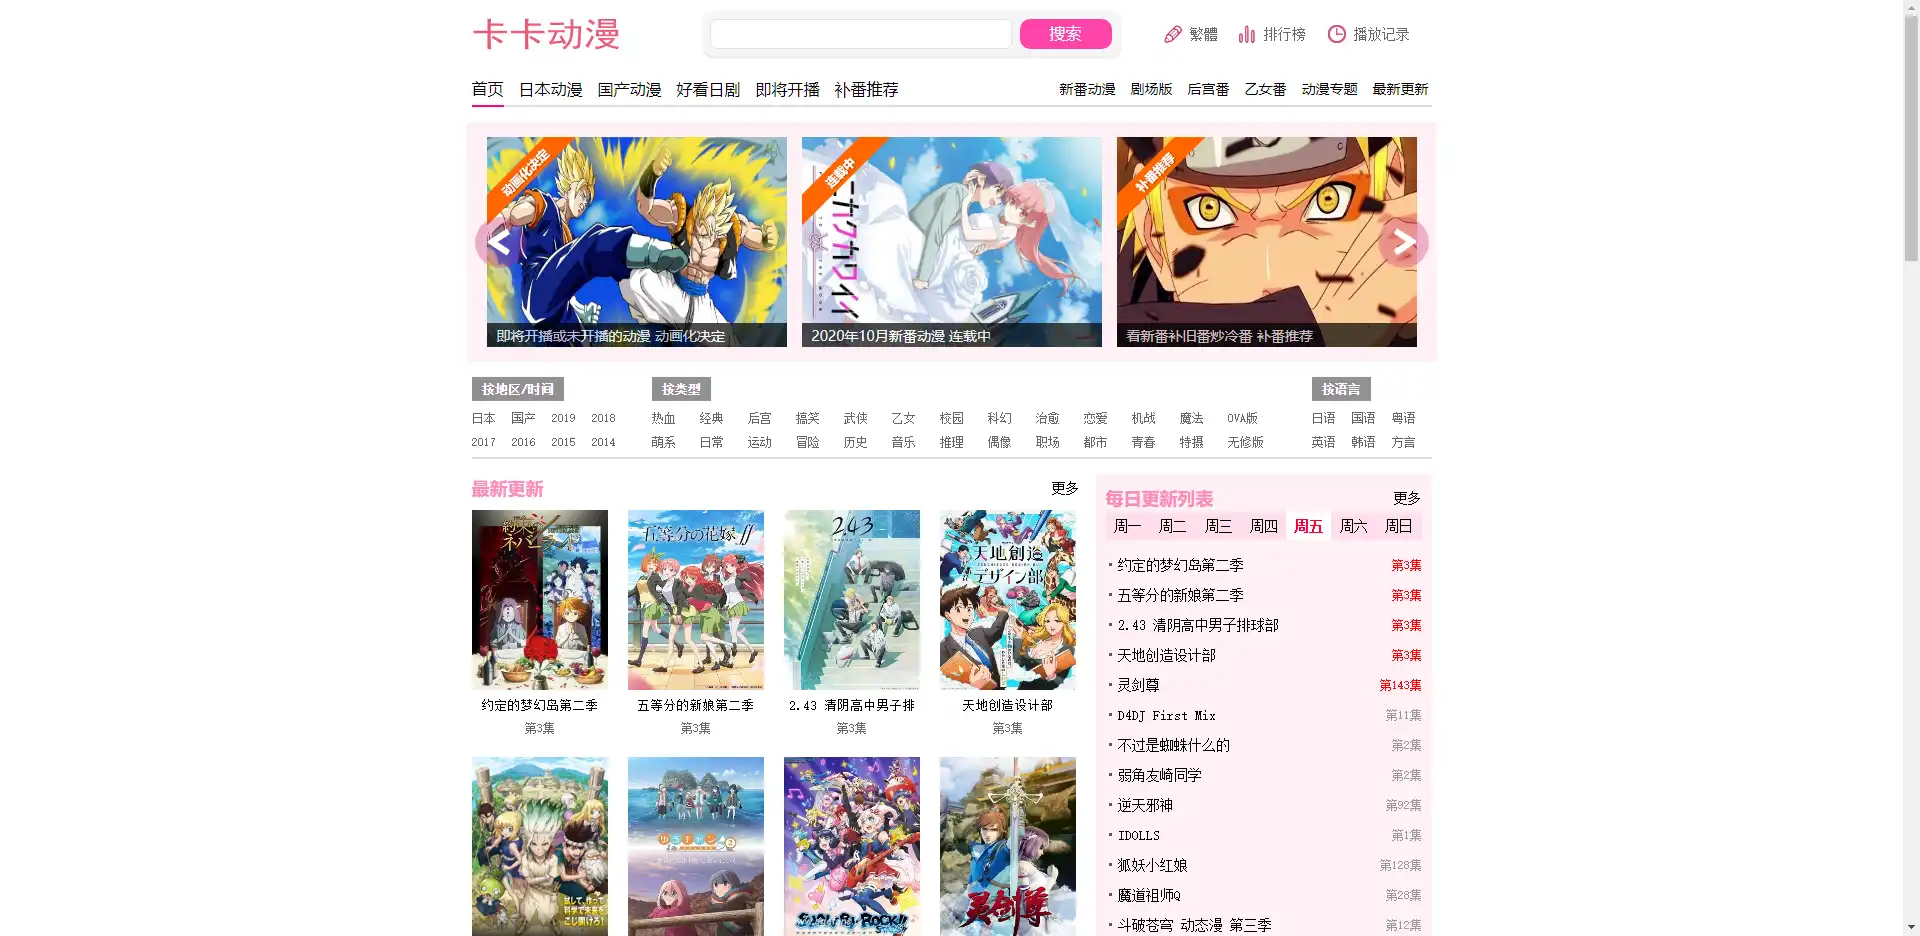 卡卡动漫
搜索
繁體 排行榜 播放记录
首页 日本动漫 国产动漫 好看日剧 即将开播 补番推荐
新番动漫 剧场版 后宫番 乙女番 动漫专题 最新更新
动画化决定
连载中
补番推荐
即将开播或未开播的动漫 动画化决定
2020年10月新番动漫 连载中
看新番补旧番炒冷番 补番推荐
按地区/时间
日本 国产 2019 2018
2017 2016 2015 2014
按类型
热血 经典 后宫 搞笑 武侠 乙女 校园 科幻 治愈 恋爱 机战 魔法 OVA版
萌系 日常 运动 冒险 历史 音乐 推理 偶像 职场 都市 青春 特摄 无修版
按语言
日语 国语 粤语
英语 韩语 方言
最新更新 更多
五等分の花嫁∬
2.43
天地創造
デザイン部
约定的梦幻岛第二季
第3集
五等分的新娘第二季
第3集
2.43 清阴高中男子排
第3集
天地创造设计部
第3集
灵剑尊
每日更新列表 更多
周一 周二 周三 周四 周五 周六 周日
约定的梦幻岛第二季 第3集
五等分的新娘第二季 第3集
2.43 清阴高中男子排球部 第3集
天地创造设计部 第3集
灵剑尊 第143集
D4DJ First Mix 第11集
不过是蜘蛛什么的 第2集
弱角友崎同学 第2集
逆天邪神 第92集
IDOLLS 第1集
狐妖小红娘 第128集
魔道祖师Q 第28集
斗破苍穹 动态漫 第三季 第12集